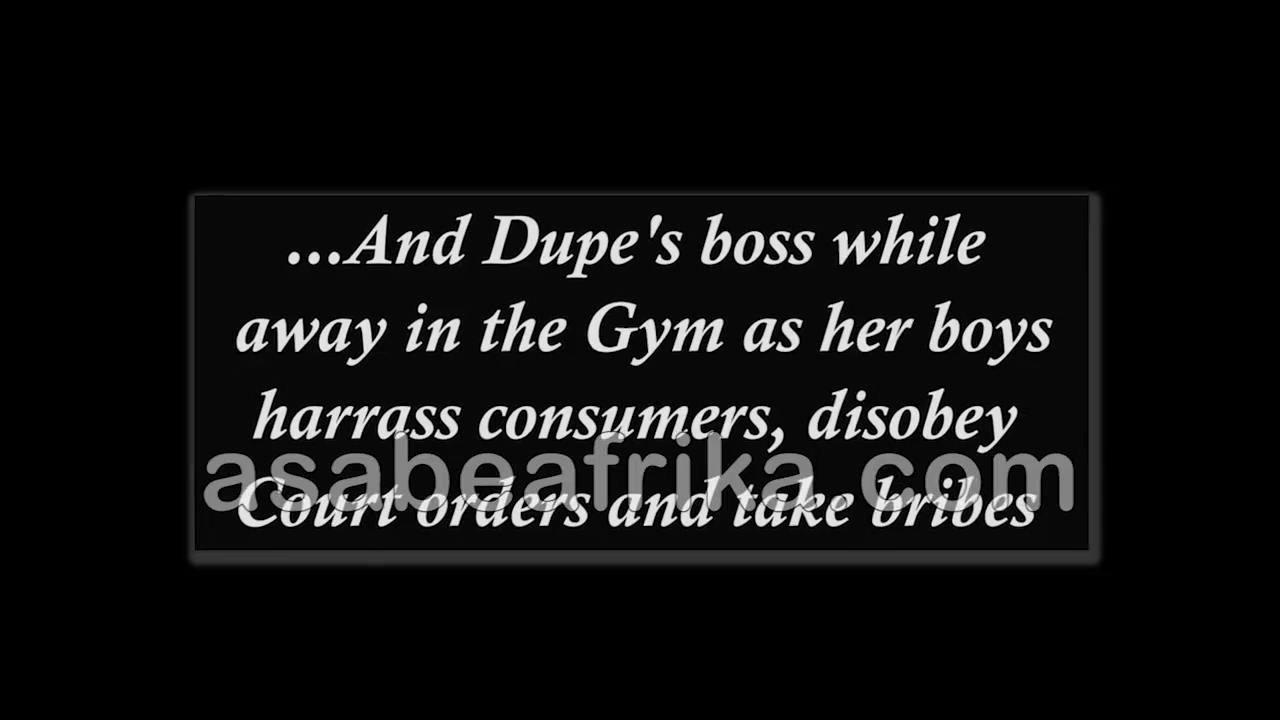 ...And Dupe's boss while
away in the Gym as her boys
harrass consumers, disobey
asabeafrika.com
Court orders and take bribes